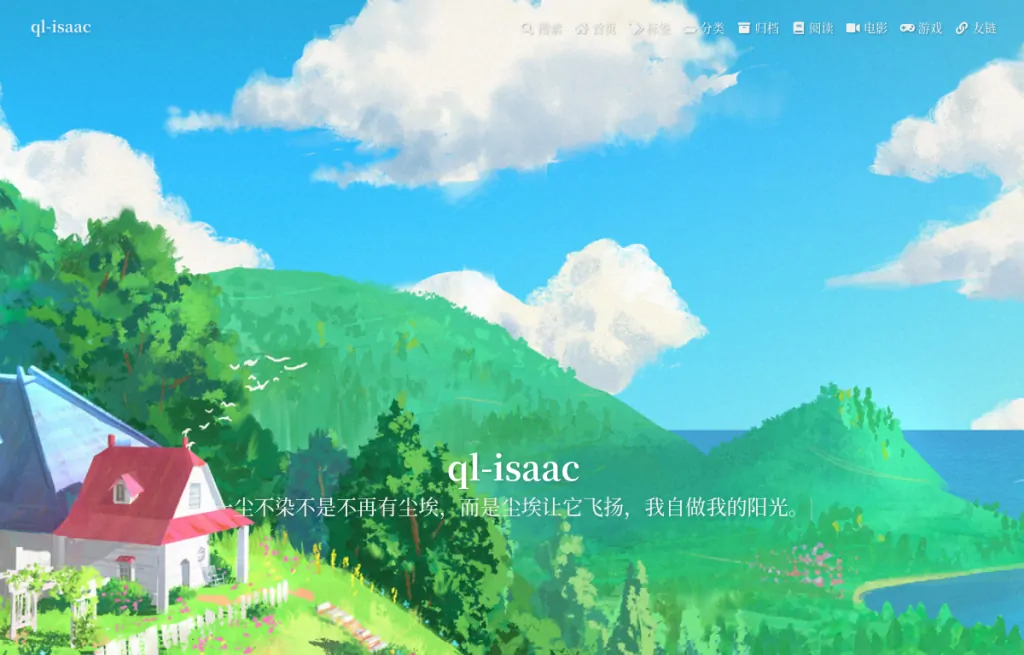 ql-isaac
搜索 首页 标签 分类 归档 阅读 电影 游戏 友链
ql-isaac
一尘不染不是不再有尘埃，而是尘埃让它飞扬，我自做我的阳光。